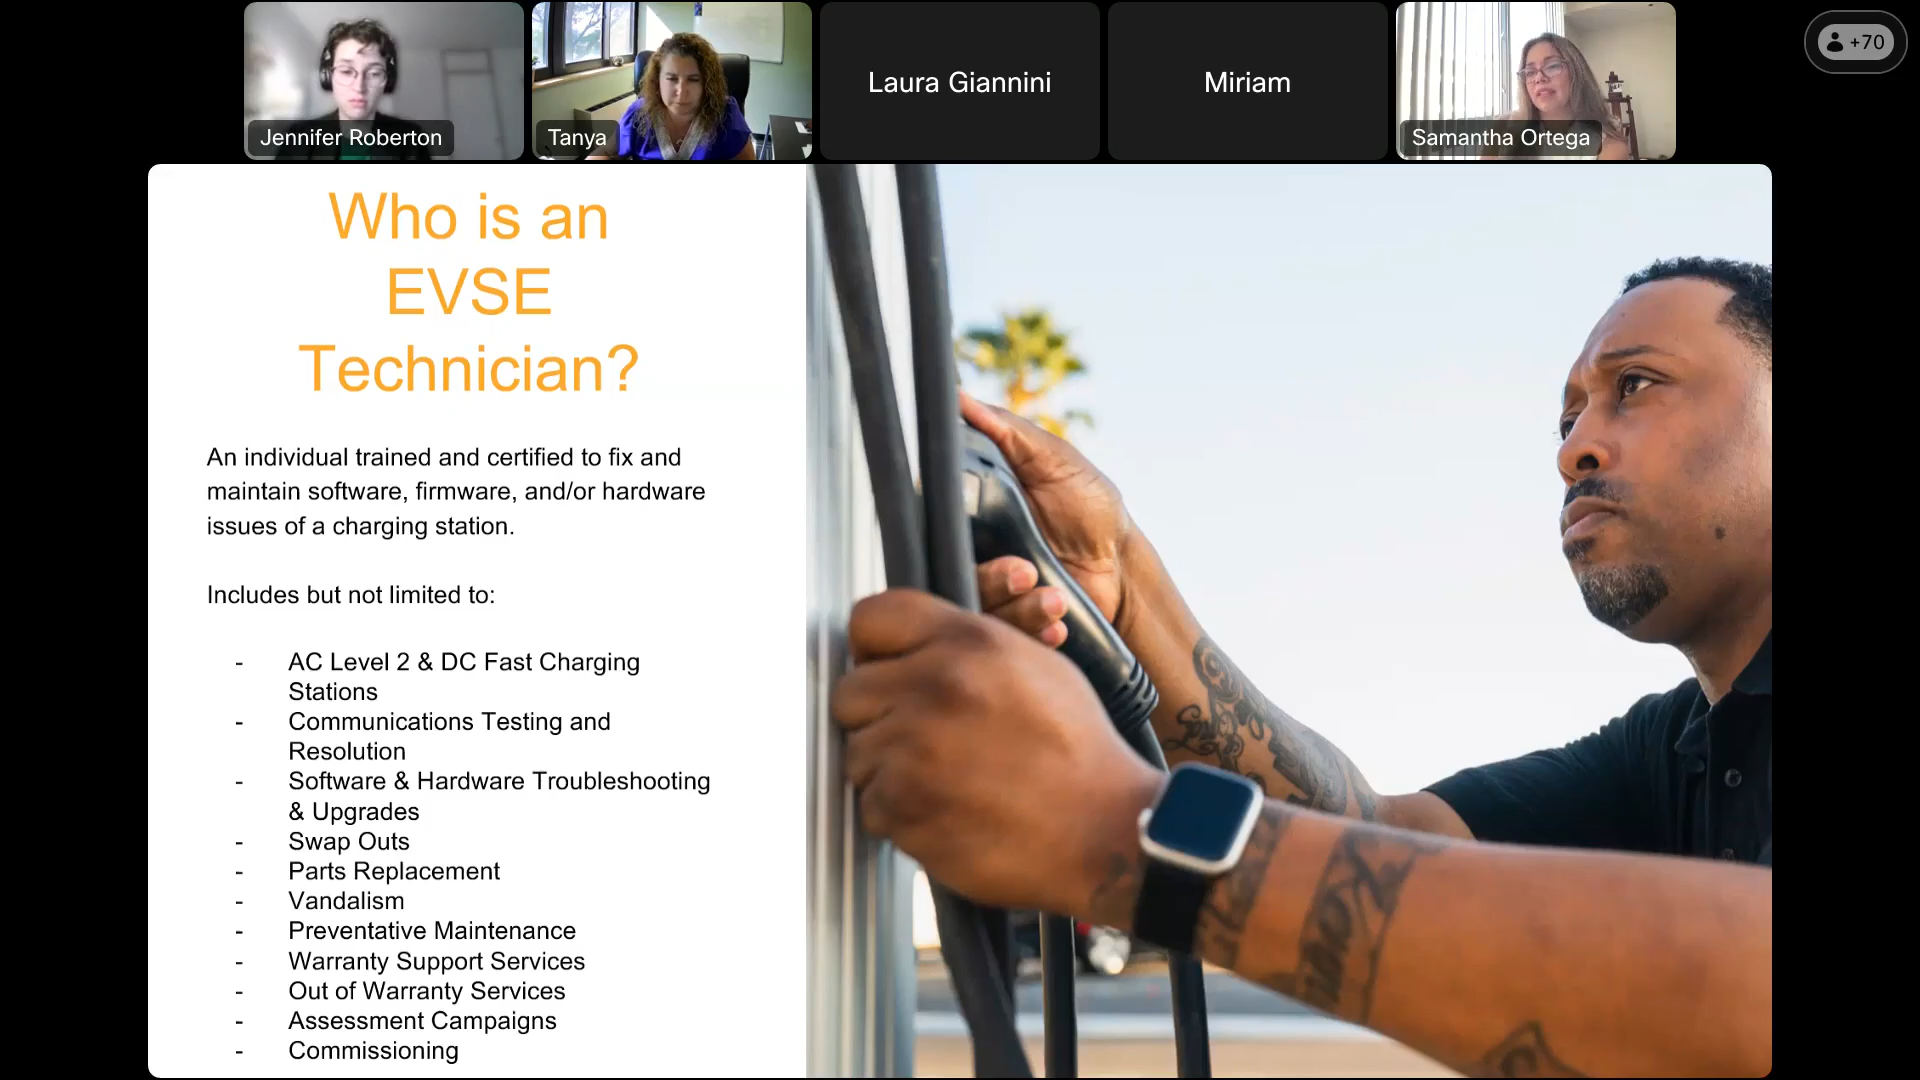 Jennifer Roberton
Tanya
Laura Giannini
Miriam
Samantha Ortega
+70
Who is an
EVSE
Technician?
An individual trained and certified to fix and
maintain software, firmware, and/or hardware
issues of a charging station.
Includes but not limited to:
- AC Level 2 & DC Fast Charging
Stations
- Communications Testing and
Resolution
- Software & Hardware Troubleshooting
& Upgrades
- Swap Outs
- Parts Replacement
- Vandalism
- Preventative Maintenance
- Warranty Support Services
- Out of Warranty Services
- Assessment Campaigns
- Commissioning